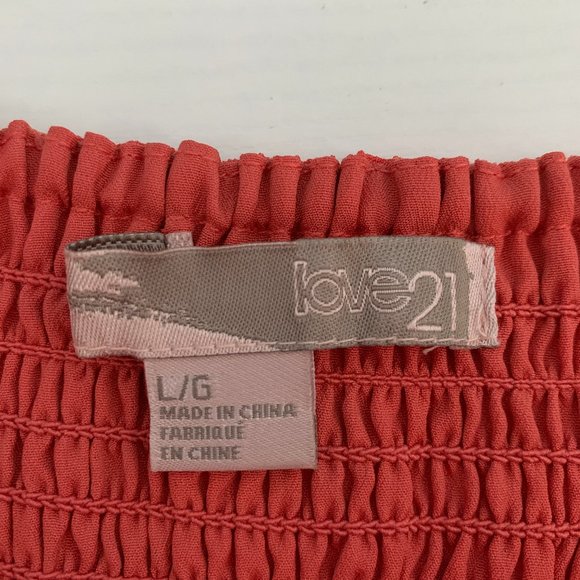 love21
L/G
MADE IN CHINA
FABRIQUÉ
EN CHINE